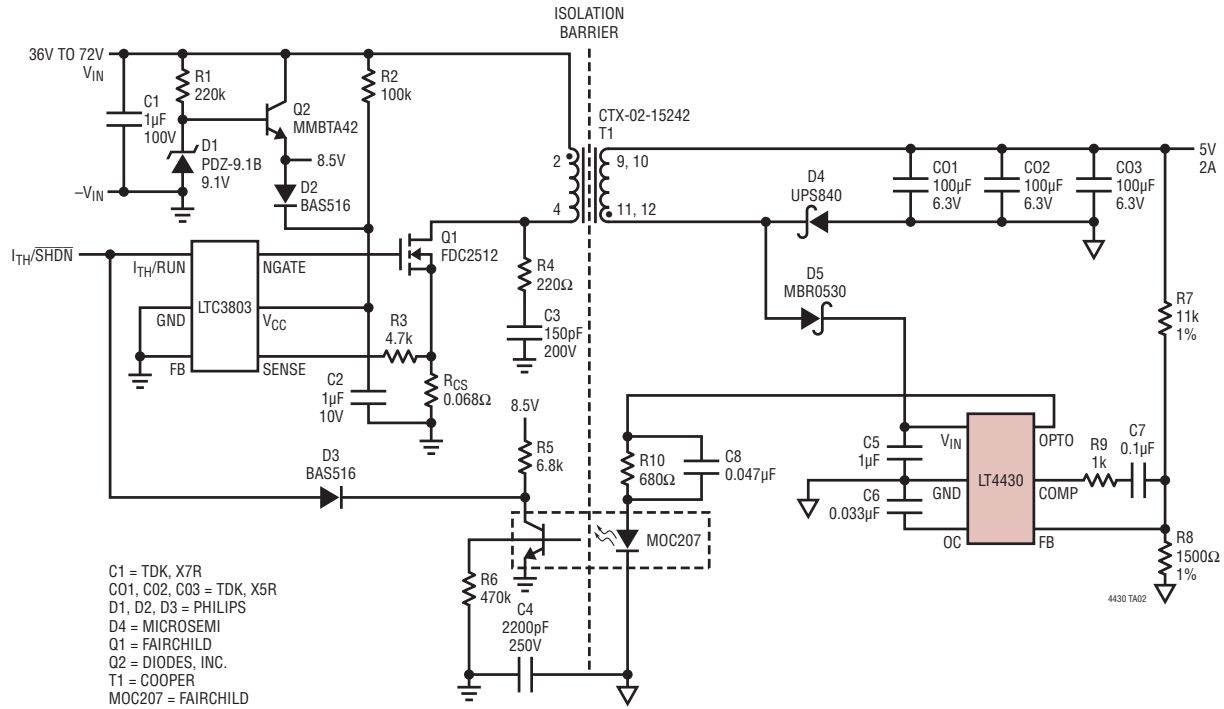 ISOLATION
BARRIER
36V TO 72V
VIN
R1
220k
R2
100k
C1
1µF
100V
Q2
MMBTA42
CTX-02-15242
T1
D1
PDZ-9.1B
9.1V
8.5V
–VIN
D2
BAS516
2
4
9, 10
11, 12
D4
UPS840
CO1
100µF
6.3V
CO2
100µF
6.3V
CO3
100µF
6.3V
5V
2A
ITH/SHDN
ITH/RUN
NGATE
LTC3803
GND
VCC
FB
SENSE
Q1
FDC2512
R4
220Ω
C3
150pF
200V
D5
MBR0530
R7
11k
1%
R3
4.7k
C2
1µF
10V
RCS
0.068Ω
8.5V
R5
6.8k
D3
BAS516
R10
680Ω
C8
0.047µF
C5
1µF
C6
0.033µF
VIN
OPTO
LT4430
GND
COMP
OC
FB
R9
1k
C7
0.1µF
R8
1500Ω
1%
MOC207
R6
470k
C4
2200pF
250V
4430 TA02
C1 = TDK, X7R
CO1, C02, C03 = TDK, X5R
D1, D2, D3 = PHILIPS
D4 = MICROSEMI
Q1 = FAIRCHILD
Q2 = DIODES, INC.
T1 = COOPER
MOC207 = FAIRCHILD